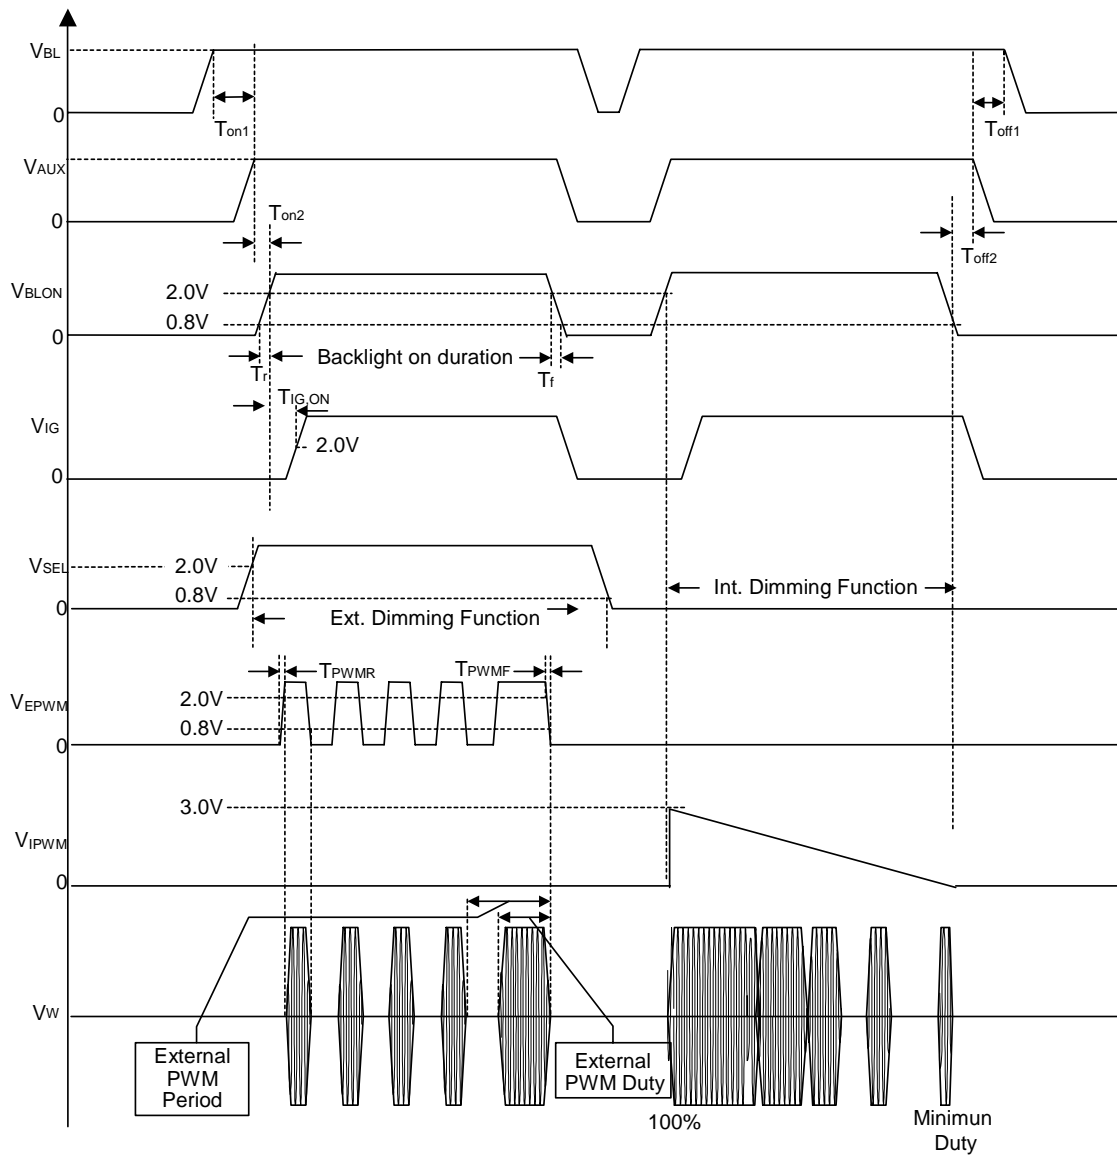 VBL
0
Ton1
Toff1
VAUX
0
Ton2
Toff2
VBLON
2.0V
0.8V
0
Tr
Backlight on duration
Tf
TIG,ON
VIG
2.0V
0
VSEL
2.0V
0.8V
0
Ext. Dimming Function
Int. Dimming Function
TPWMR
TPWMF
VEPWM
2.0V
0.8V
0
3.0V
VIPWM
0
VW
External
PWM
Period
External
PWM Duty
100%
Minimun
Duty